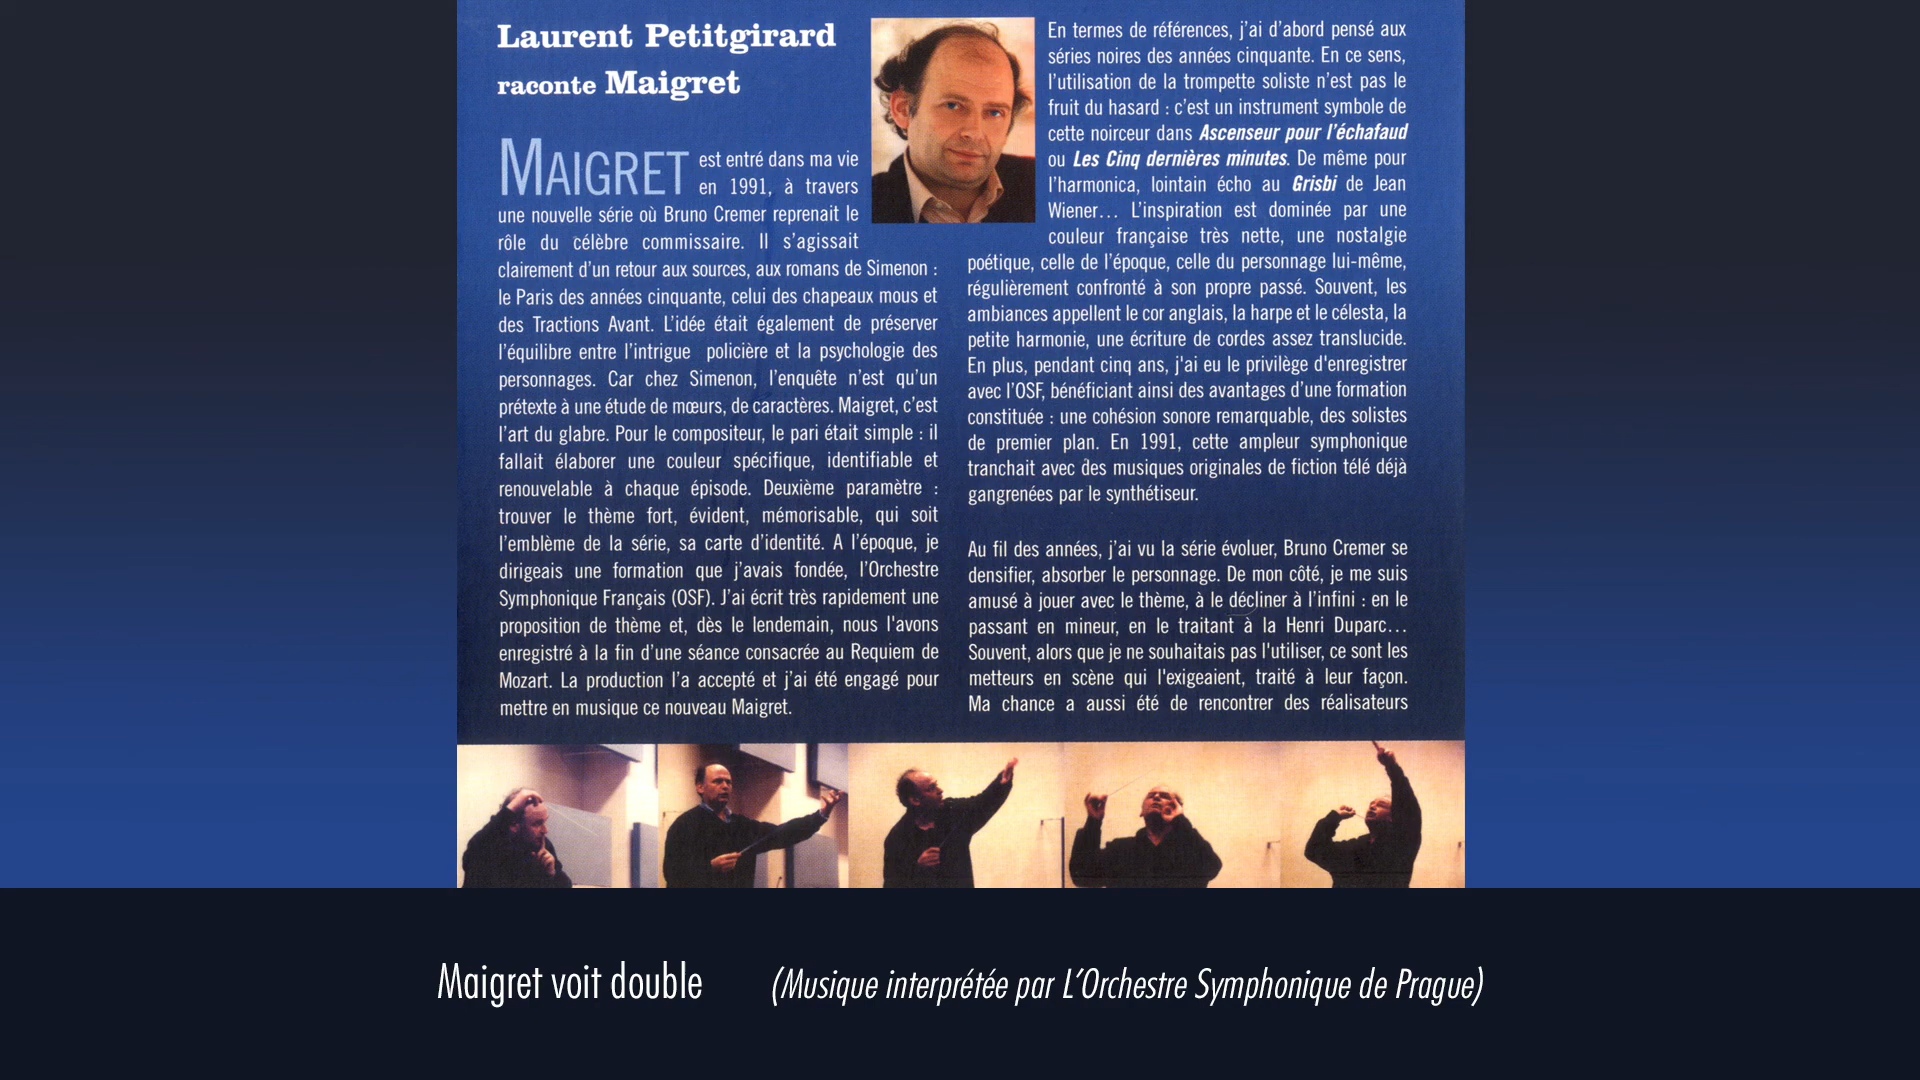 Laurent Petitgirard
raconte Maigret
MAIGRET est entré dans ma vie
en 1991, à travers
une nouvelle série où Bruno Cremer reprenait le
rôle du célèbre commissaire. Il s'agissait
clairement d'un retour aux sources, aux romans de Simenon :
le Paris des années cinquante, celui des chapeaux mous et
des Tractions Avant. L'idée était également de préserver
l'équilibre entre l'intrigue policière et la psychologie des
personnages. Car chez Simenon, l'enquête n'est qu'un
prétexte à une étude de mœurs, de caractères. Maigret, c'est
l'art du glabre. Pour le compositeur, le pari était simple : il
fallait élaborer une couleur spécifique, identifiable et
renouvelable à chaque épisode. Deuxième paramètre :
trouver le thème fort, évident, mémorisable, qui soit
l'emblème de la série, sa carte d'identité. A l'époque, je
dirigeais une formation que j'avais fondée, l'Orchestre
Symphonique Français (OSF). J'ai écrit très rapidement une
proposition de thème et, dès le lendemain, nous l'avons
enregistré à la fin d'une séance consacrée au Requiem de
Mozart. La production l'a accepté et j'ai été engagé pour
mettre en musique ce nouveau Maigret.
En termes de références, j'ai d'abord pensé aux
séries noires des années cinquante. En ce sens,
l'utilisation de la trompette soliste n'est pas le
fruit du hasard : c'est un instrument symbole de
cette noirceur dans Ascenseur pour l'échafaud
ou Les Cinq dernières minutes. De même pour
l'harmonica, lointain écho au Grisbi de Jean
Wiener... L'inspiration est dominée par une
couleur française très nette, une nostalgie
poétique, celle de l'époque, celle du personnage lui-même,
régulièrement confronté à son propre passé. Souvent, les
ambiances appellent le cor anglais, la harpe et le célesta, la
petite harmonie, une écriture de cordes assez translucide.
En plus, pendant cinq ans, j'ai eu le privilège d'enregistrer
avec l'OSF, bénéficiant ainsi des avantages d'une formation
constituée : une cohésion sonore remarquable, des solistes
de premier plan. En 1991, cette ampleur symphonique
tranchait avec des musiques originales de fiction télé déjà
gangrenées par le synthétiseur.
Au fil des années, j'ai vu la série évoluer, Bruno Cremer se
densifier, absorber le personnage. De mon côté, je me suis
amusé à jouer avec le thème, à le décliner à l'infini : en le
passant en mineur, en le traitant à la Henri Duparc...
Souvent, alors que je ne souhaitais pas l'utiliser, ce sont les
metteurs en scène qui l'exigeaient, traité à leur façon.
Ma chance a aussi été de rencontrer des réalisateurs
Maigret voit double (Musique interprétée par L'Orchestre Symphonique de Prague)